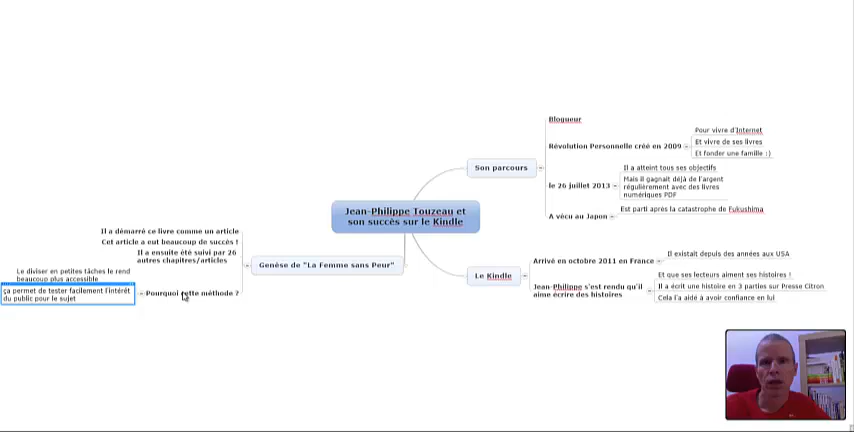 Jean-Philippe Touzeau et
son succès sur le Kindle
Son parcours
Blogueur
Révolution Personnelle créé en 2009
Pour vivre d'Internet
Et vivre de ses livres
Et fonder une famille :)
le 26 juillet 2013
Il a atteint tous ses objectifs
Mais il gagnait déjà de l'argent
régulièrement avec des livres
numériques PDF
A vécu au Japon
Est parti après la catastrophe de Fukushima
Le Kindle
Arrivé en octobre 2011 en France
Il existait depuis des années aux USA
Jean-Philippe s'est rendu qu'il
aime écrire des histoires
Et que ses lecteurs aiment ses histoires !
Il a écrit une histoire en 3 parties sur Presse Citron
Cela l'a aidé à avoir confiance en lui
Genèse de "La Femme sans Peur"
Il a démarré ce livre comme un article
Cet article a eut beaucoup de succès !
Il a ensuite été suivi par 26
autres chapitres/articles
Pourquoi cette méthode ?
Le diviser en petites tâches le rend
beaucoup plus accessible
ça permet de tester facilement l'intérêt
du public pour le sujet